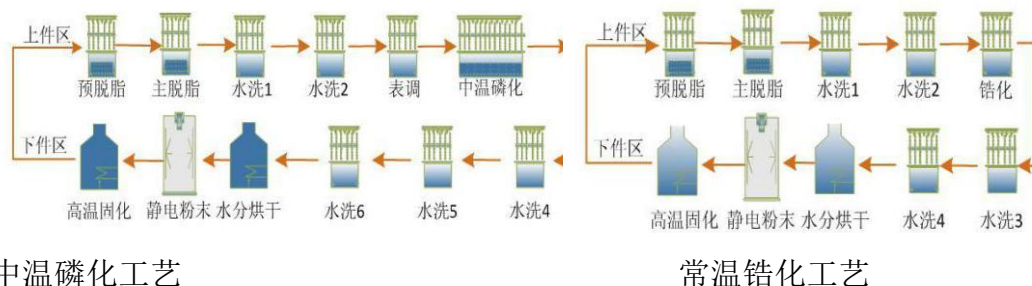 上件区
预脱脂 主脱脂 水洗1 水洗2 表调 中温磷化
下件区
高温固化 静电粉末 水分烘干 水洗6 水洗5 水洗4
中温磷化工艺
上件区
预脱脂 主脱脂 水洗1 水洗2 锆化
下件区
高温固化 静电粉末 水分烘干 水洗4 水洗3
常温锆化工艺